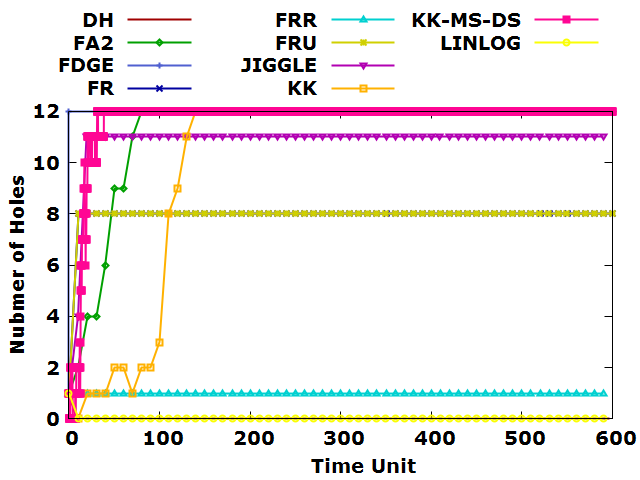 DH FRR KK-MS-DS
FA2 FRU LINLOG
FDGE JIGGLE
FR KK
12
10
8
6
4
2
0
Nubmer of Holes
0 100 200 300 400 500 600
Time Unit